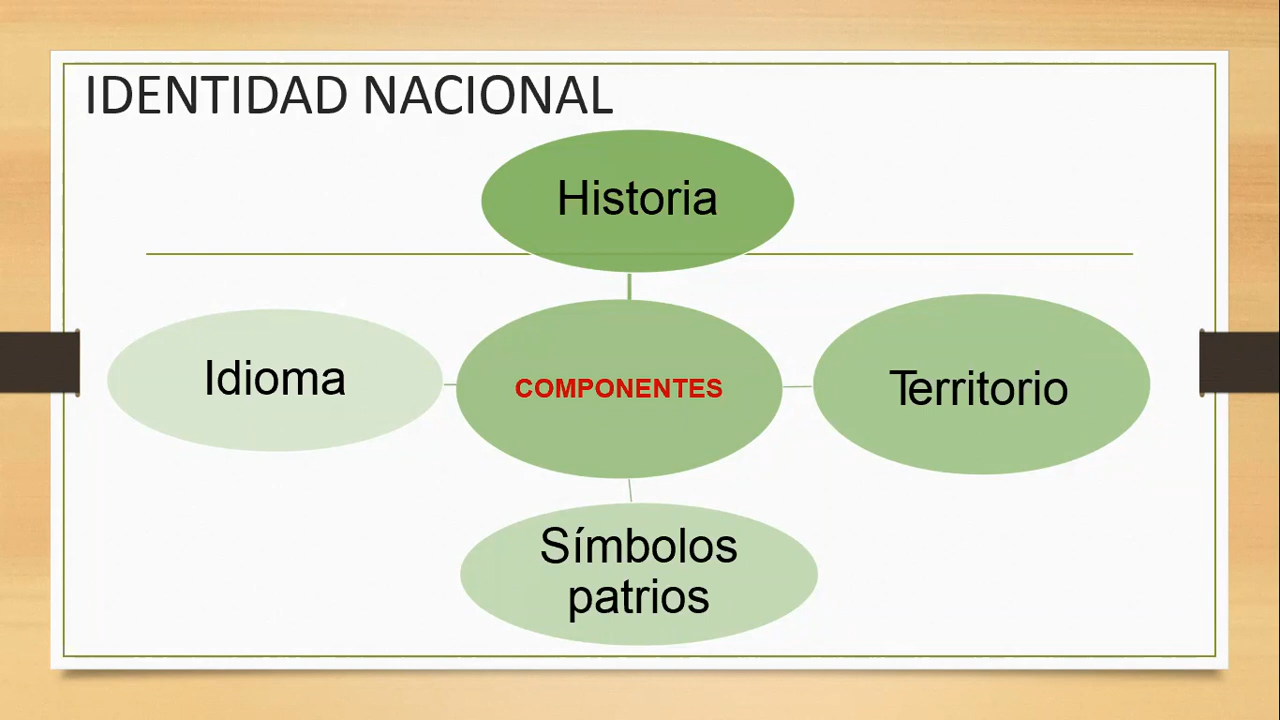 IDENTIDAD NACIONAL
Historia
Idioma
COMPONENTES
Territorio
Símbolos
patrios